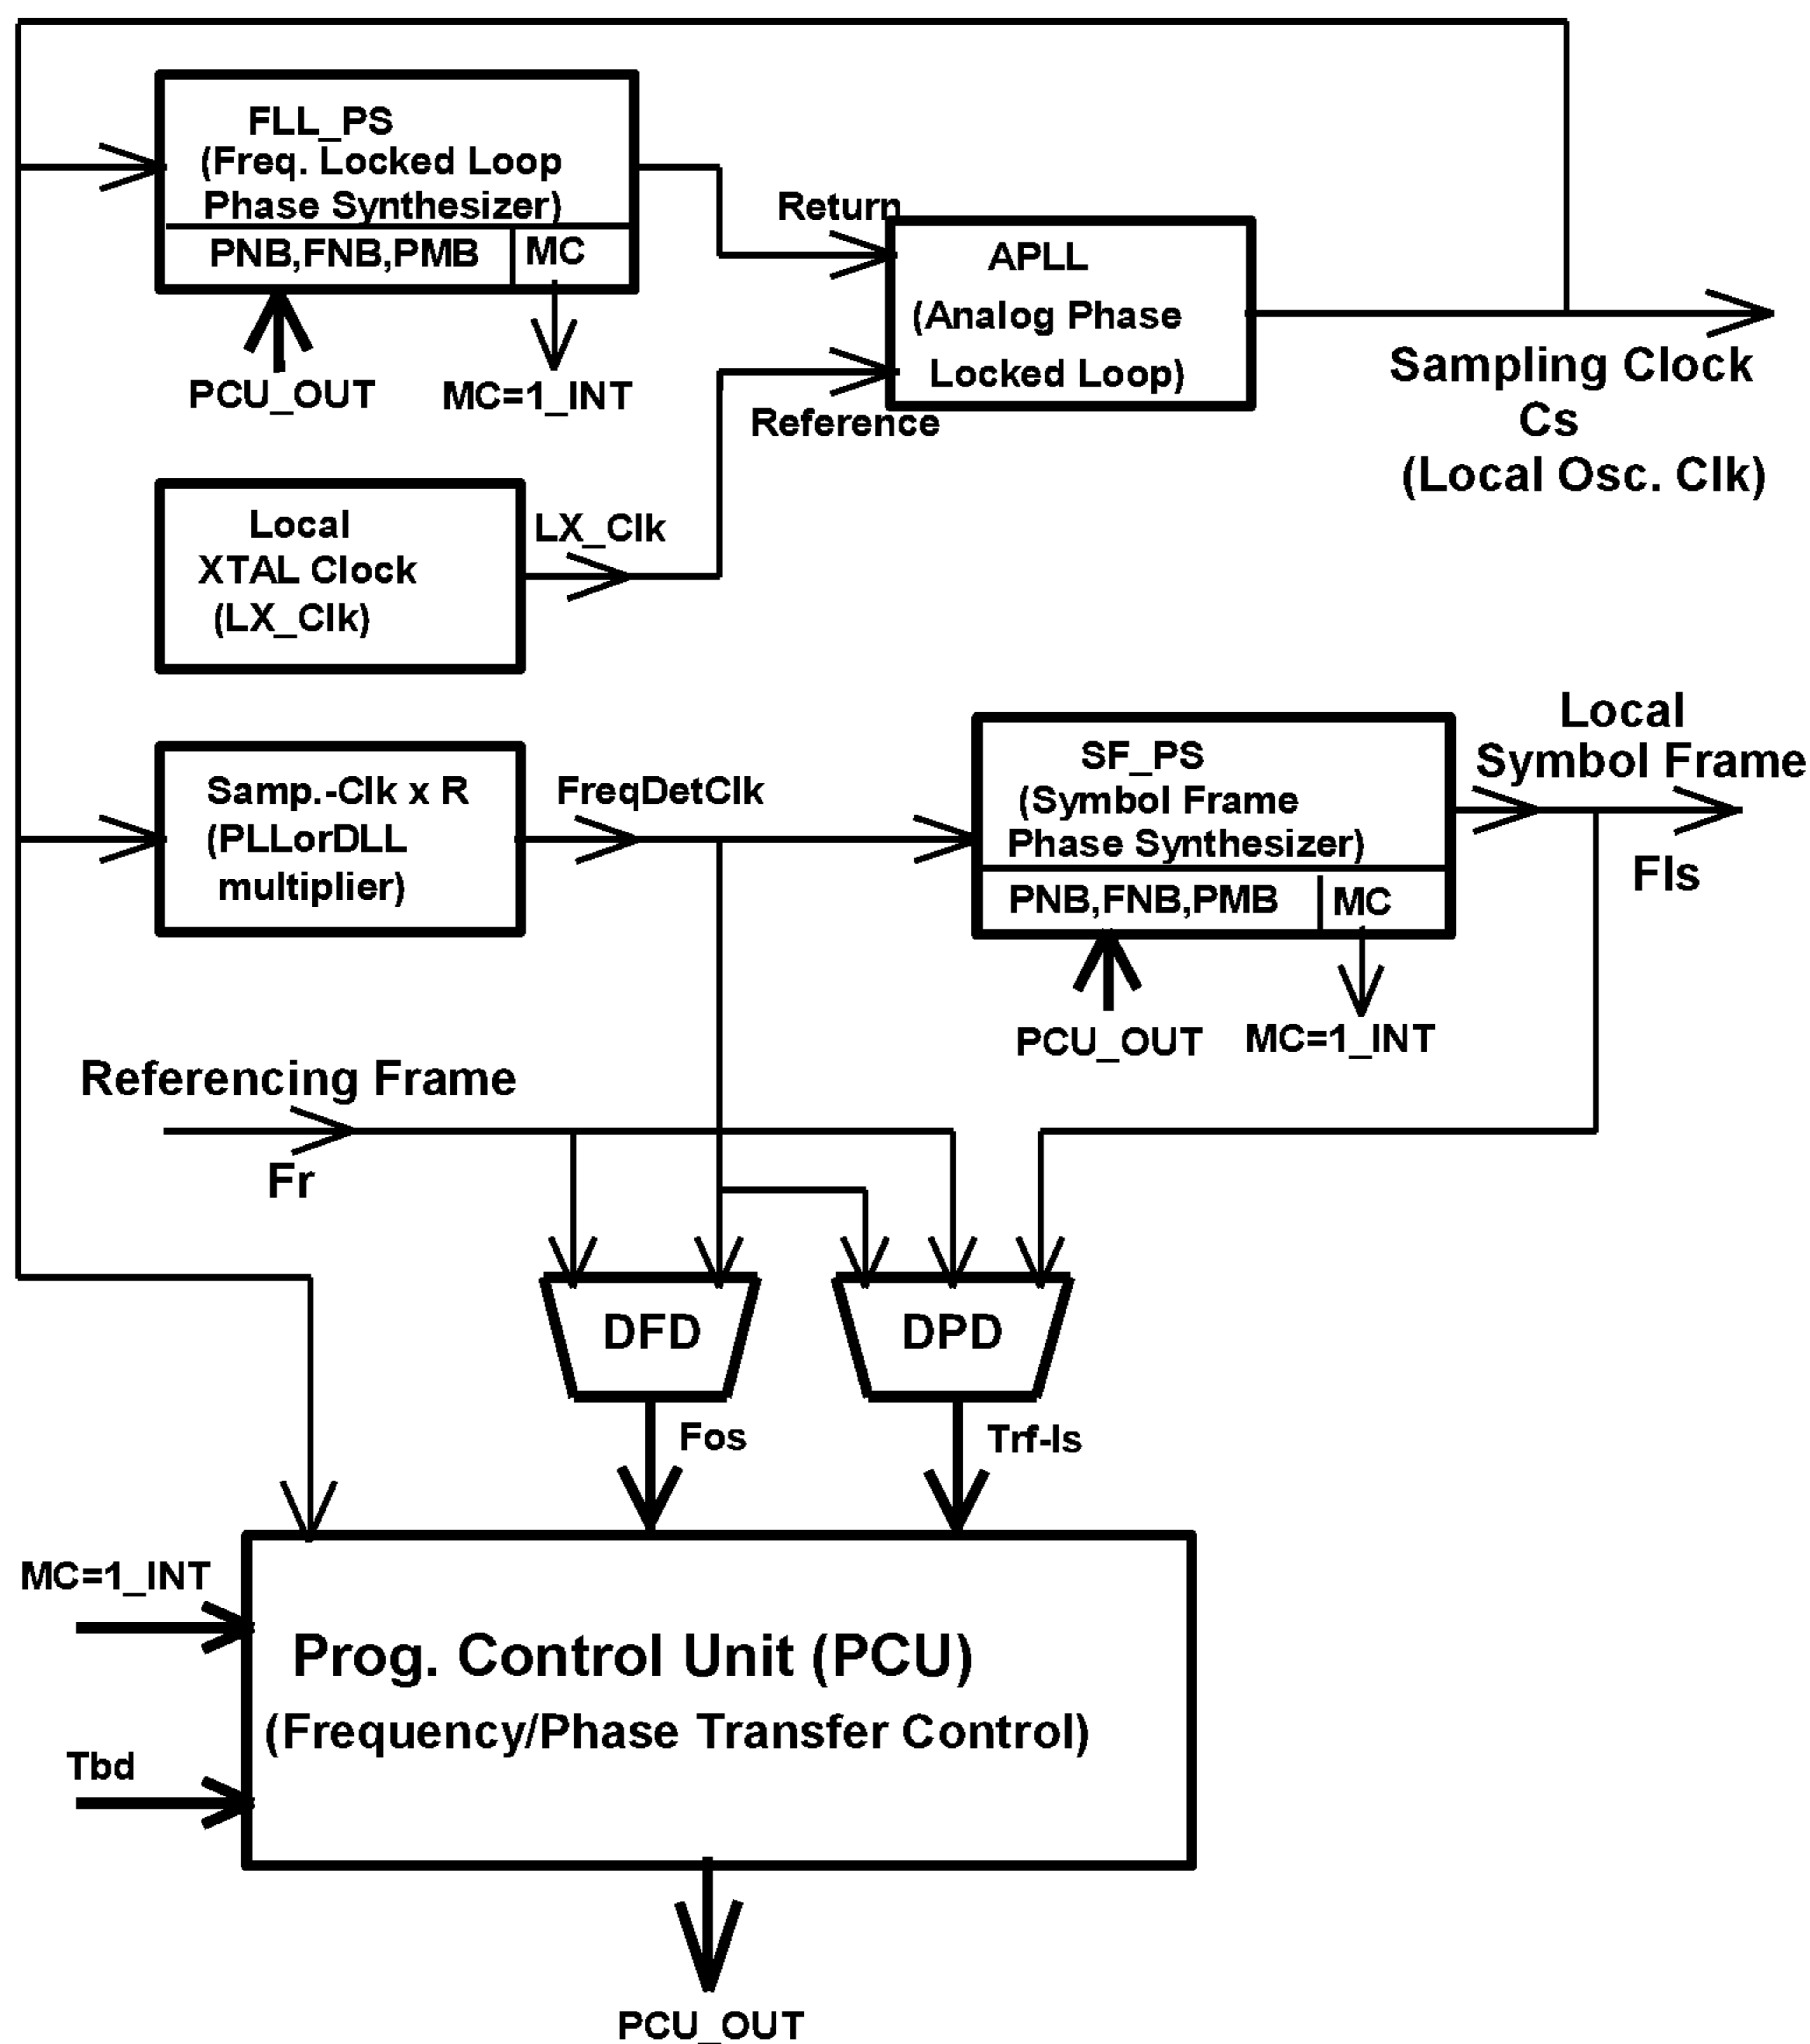 FLL_PS
(Freq. Locked Loop
Phase Synthesizer)
PNB,FNB,PMB
MC
PCU_OUT
MC=1_INT
Return
APLL
(Analog Phase
Locked Loop)
Reference
Sampling Clock
Cs
(Local Osc. Clk)
Local
XTAL Clock
(LX_Clk)
LX_Clk
Samp.-Clk x R
(PLLorDLL
multiplier)
FreqDetClk
SF_PS
(Symbol Frame
Phase Synthesizer)
PNB,FNB,PMB
MC
PCU_OUT
MC=1_INT
Local
Symbol Frame
Fls
Referencing Frame
Fr
DFD
DPD
Fos
Trf-ls
MC=1_INT
Tbd
Prog. Control Unit (PCU)
(Frequency/Phase Transfer Control)
PCU_OUT